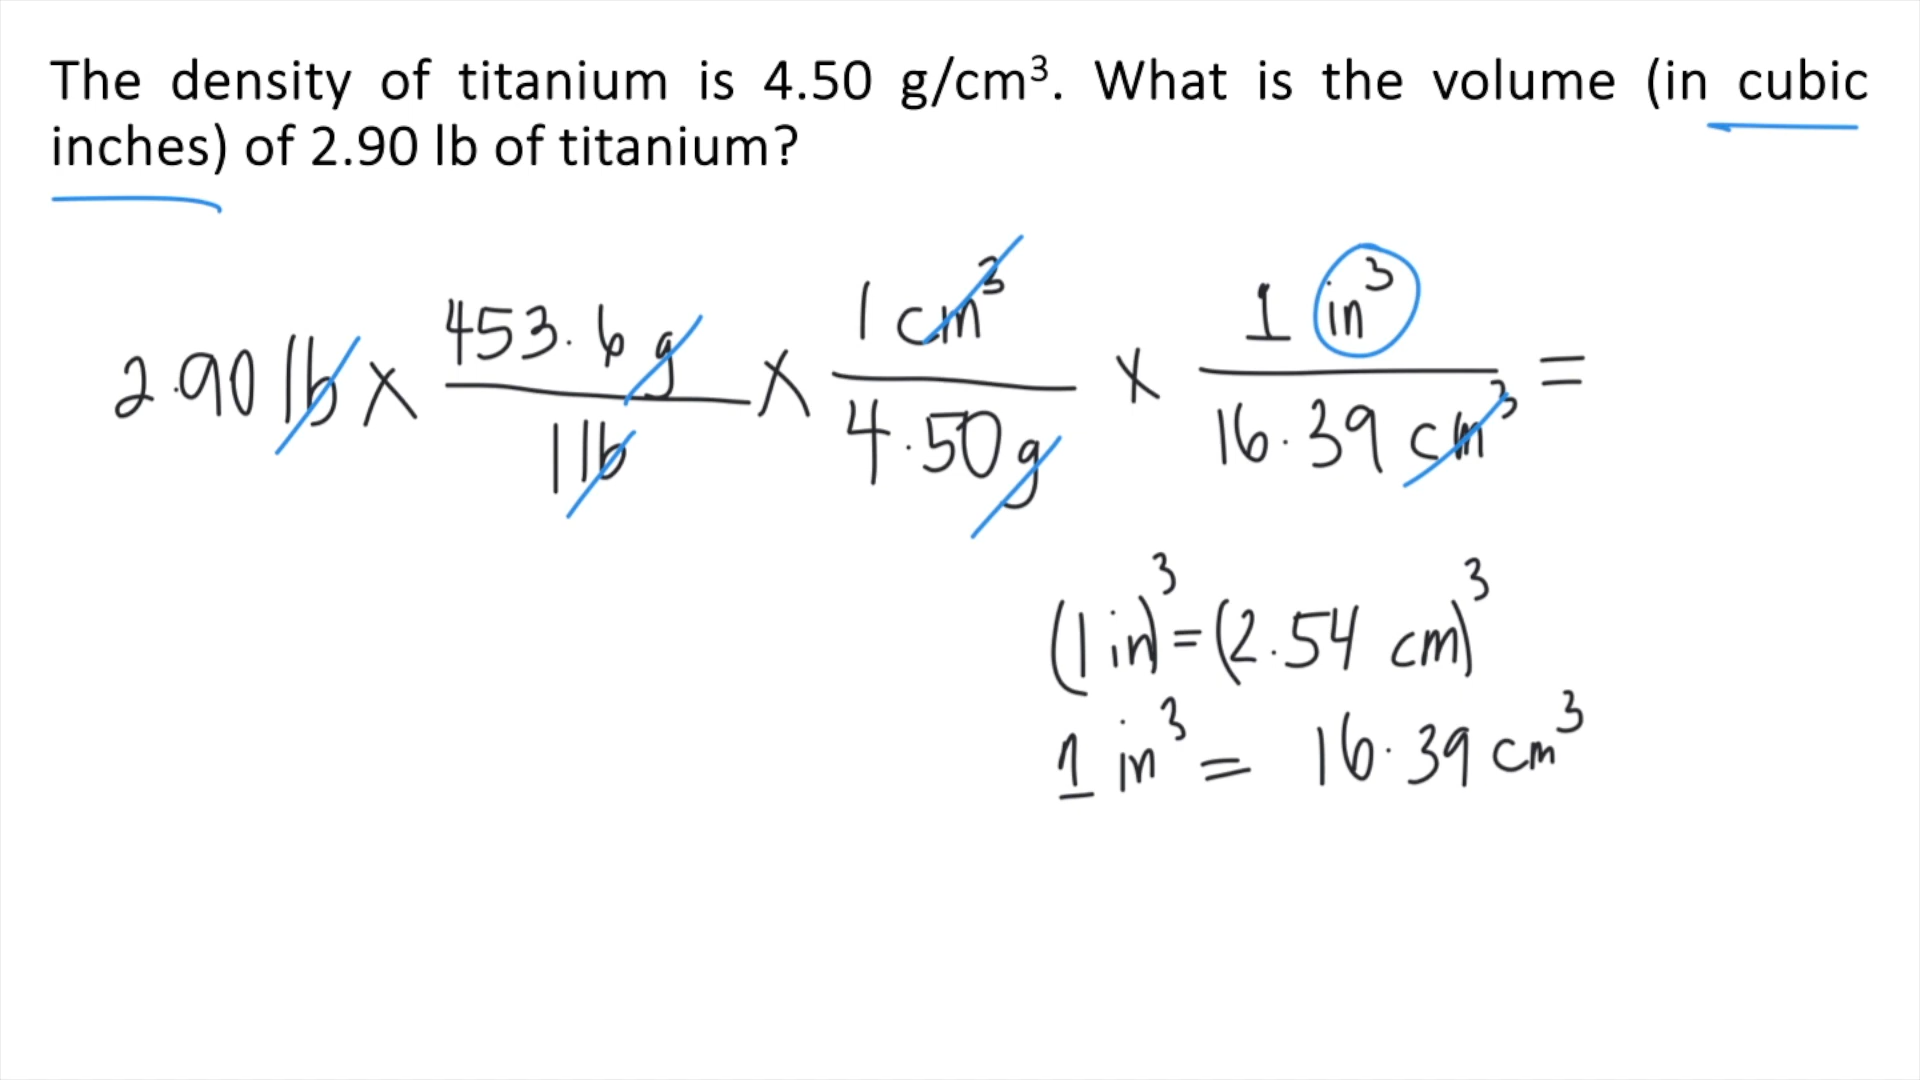 The density of titanium is 4.50 g/cm³. What is the volume (in cubic
inches) of 2.90 lb of titanium?
2.90 lb x 453.6 g / 1 lb x 1 cm³ / 4.50 g x 1 in³ / 16.39 cm³ =
(1 in)³ = (2.54 cm)³
1 in³ = 16.39 cm³